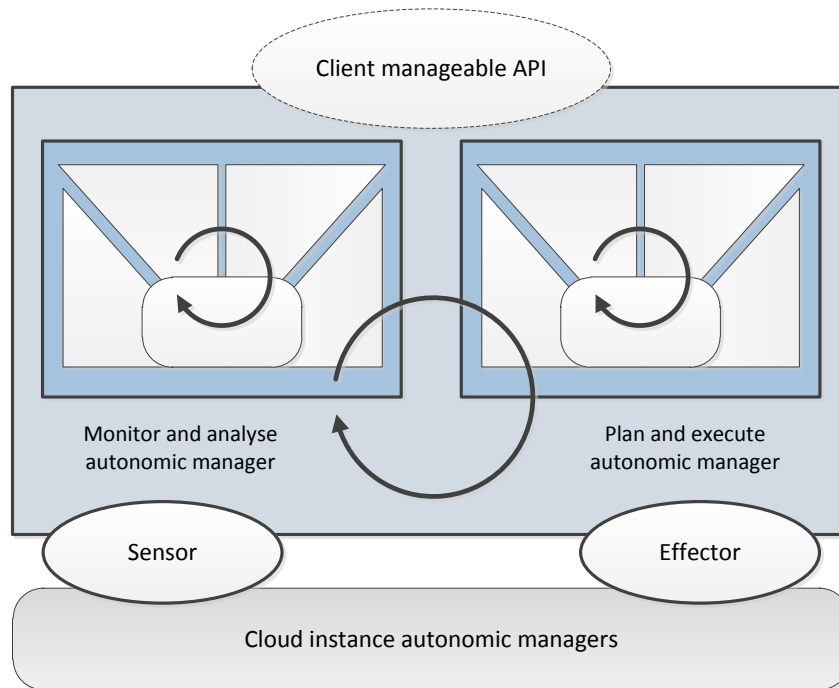 Client manageable API
Monitor and analyse
autonomic manager
Plan and execute
autonomic manager
Sensor
Effector
Cloud instance autonomic managers